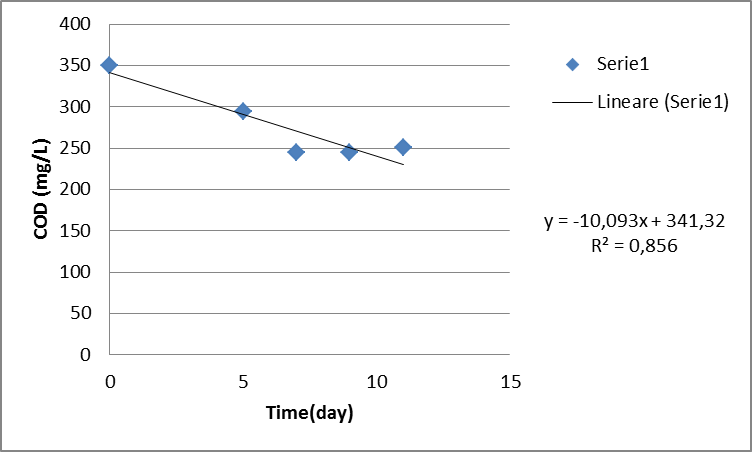 400
350
300
250
200
150
100
50
0
0 5 10 15
COD (mg/L)
Time(day)
Serie1
Lineare (Serie1)
y = -10,093x + 341,32
R² = 0,856